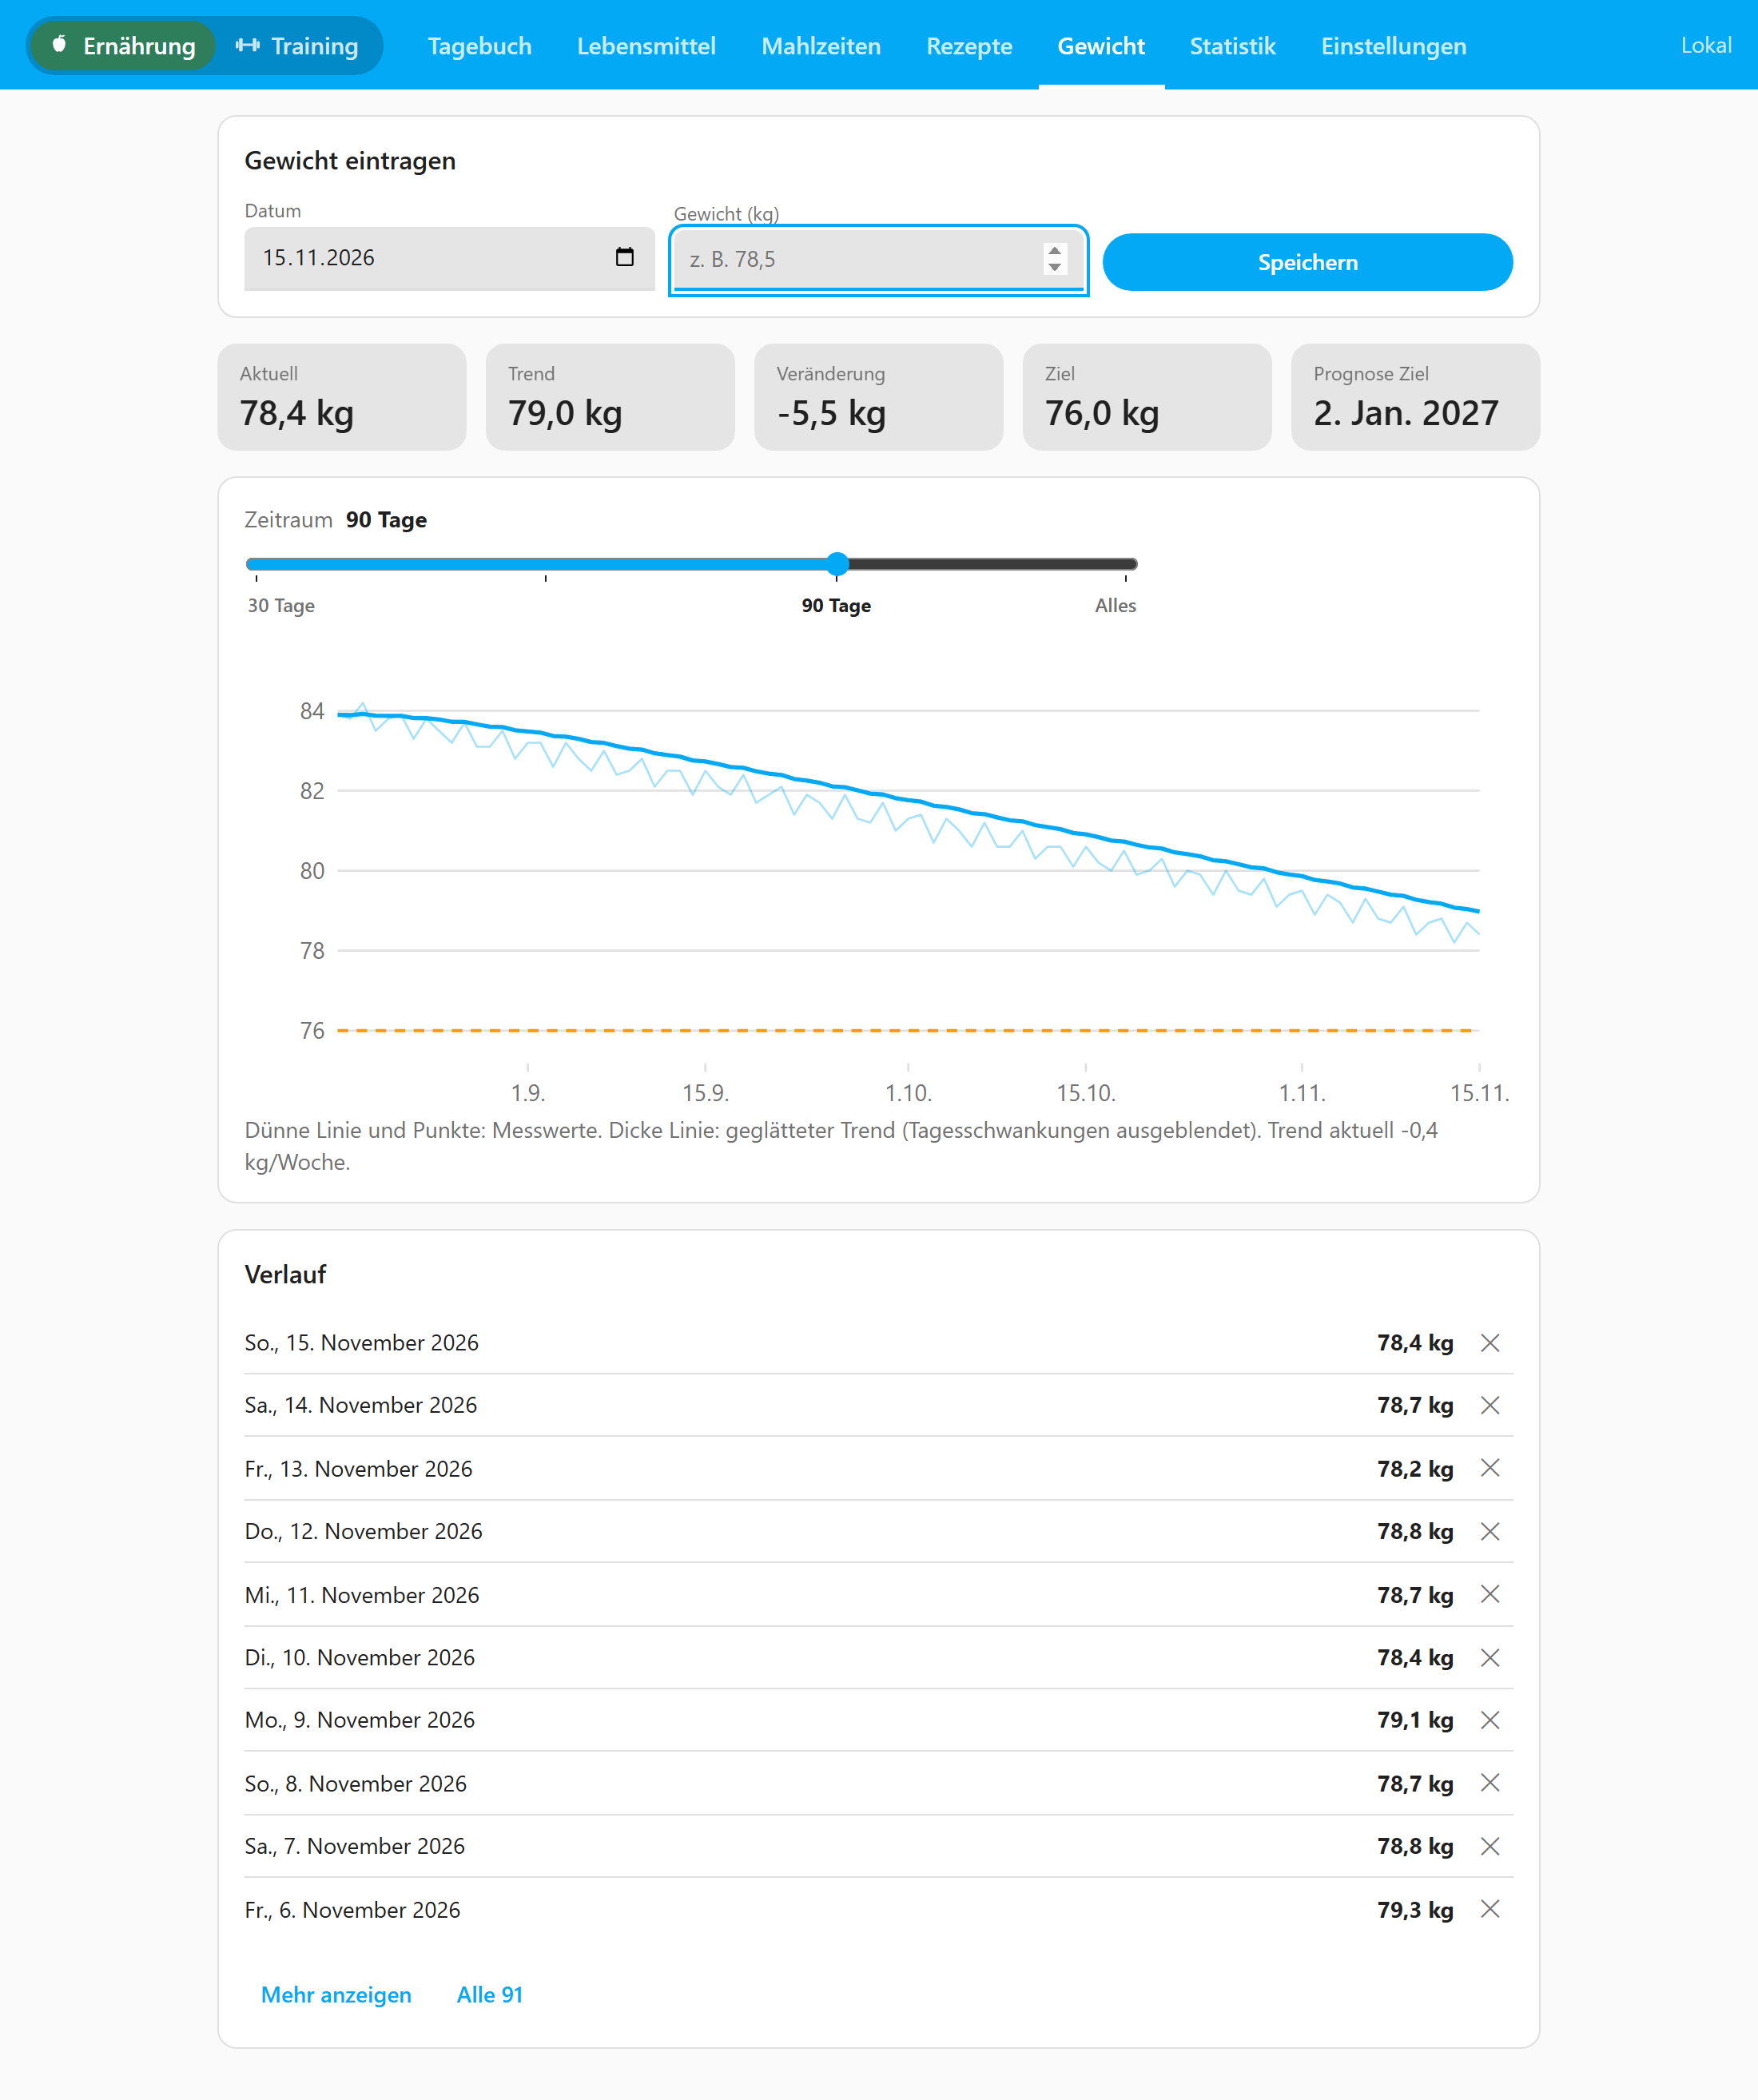 Ernährung
Training
Tagebuch
Lebensmittel
Mahlzeiten
Rezepte
Gewicht
Statistik
Einstellungen
Lokal
Gewicht eintragen
Datum
15.11.2026
Gewicht (kg)
z. B. 78,5
Speichern
Aktuell
78,4 kg
Trend
79,0 kg
Veränderung
-5,5 kg
Ziel
76,0 kg
Prognose Ziel
2. Jan. 2027
Zeitraum 90 Tage
30 Tage
90 Tage
Alles
84
82
80
78
76
1.9.
15.9.
1.10.
15.10.
1.11.
15.11.
Dünne Linie und Punkte: Messwerte. Dicke Linie: geglätteter Trend (Tagesschwankungen ausgeblendet). Trend aktuell -0,4
kg/Woche.
Verlauf
So., 15. November 2026 78,4 kg
Sa., 14. November 2026 78,7 kg
Fr., 13. November 2026 78,2 kg
Do., 12. November 2026 78,8 kg
Mi., 11. November 2026 78,7 kg
Di., 10. November 2026 78,4 kg
Mo., 9. November 2026 79,1 kg
So., 8. November 2026 78,7 kg
Sa., 7. November 2026 78,8 kg
Fr., 6. November 2026 79,3 kg
Mehr anzeigen
Alle 91